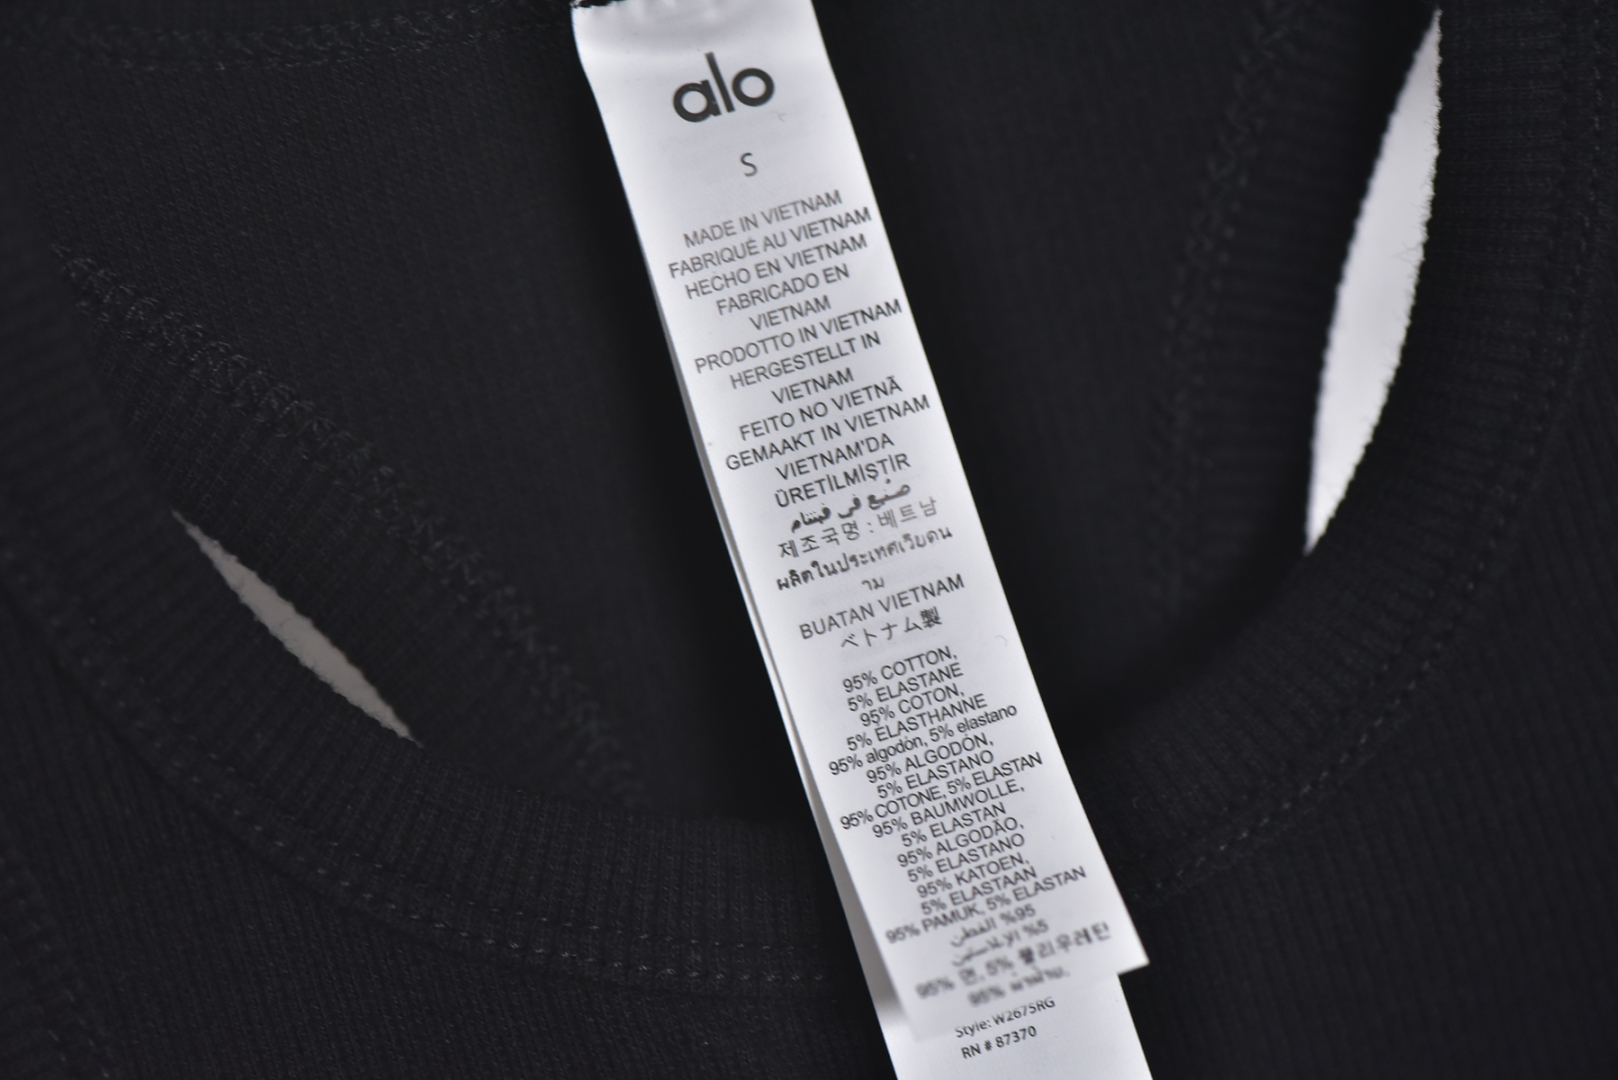 alo
S
MADE IN VIETNAM
FABRIQUÉ AU VIETNAM
HECHO EN VIETNAM
FABRICADO EN
VIETNAM
PRODOTTO IN VIETNAM
HERGESTELLT IN
VIETNAM
FEITO NO VIETNÃ
GEMAAKT IN VIETNAM
VIETNAM'DA
ÜRETİLMİŞTİR
صُنِع في فيتنام
제조국명 : 베트남
ผลิตในประเทศเวียดน
าม
BUATAN VIETNAM
ベトナム製
95% COTTON,
5% ELASTANE
95% COTON,
5% ELASTHANNE
95% algodón, 5% elastano
95% ALGODÓN,
5% ELASTANO
95% COTONE, 5% ELASTAN
95% BAUMWOLLE,
5% ELASTAN
95% ALGODÃO,
5% ELASTANO
95% KATOEN,
5% ELASTAAN
95% PAMUK, 5% ELASTAN
95% القطن
5% الإيلاستين
95% 면, 5% 폴리우레탄
95%
Style: W2675RG
RN # 87370